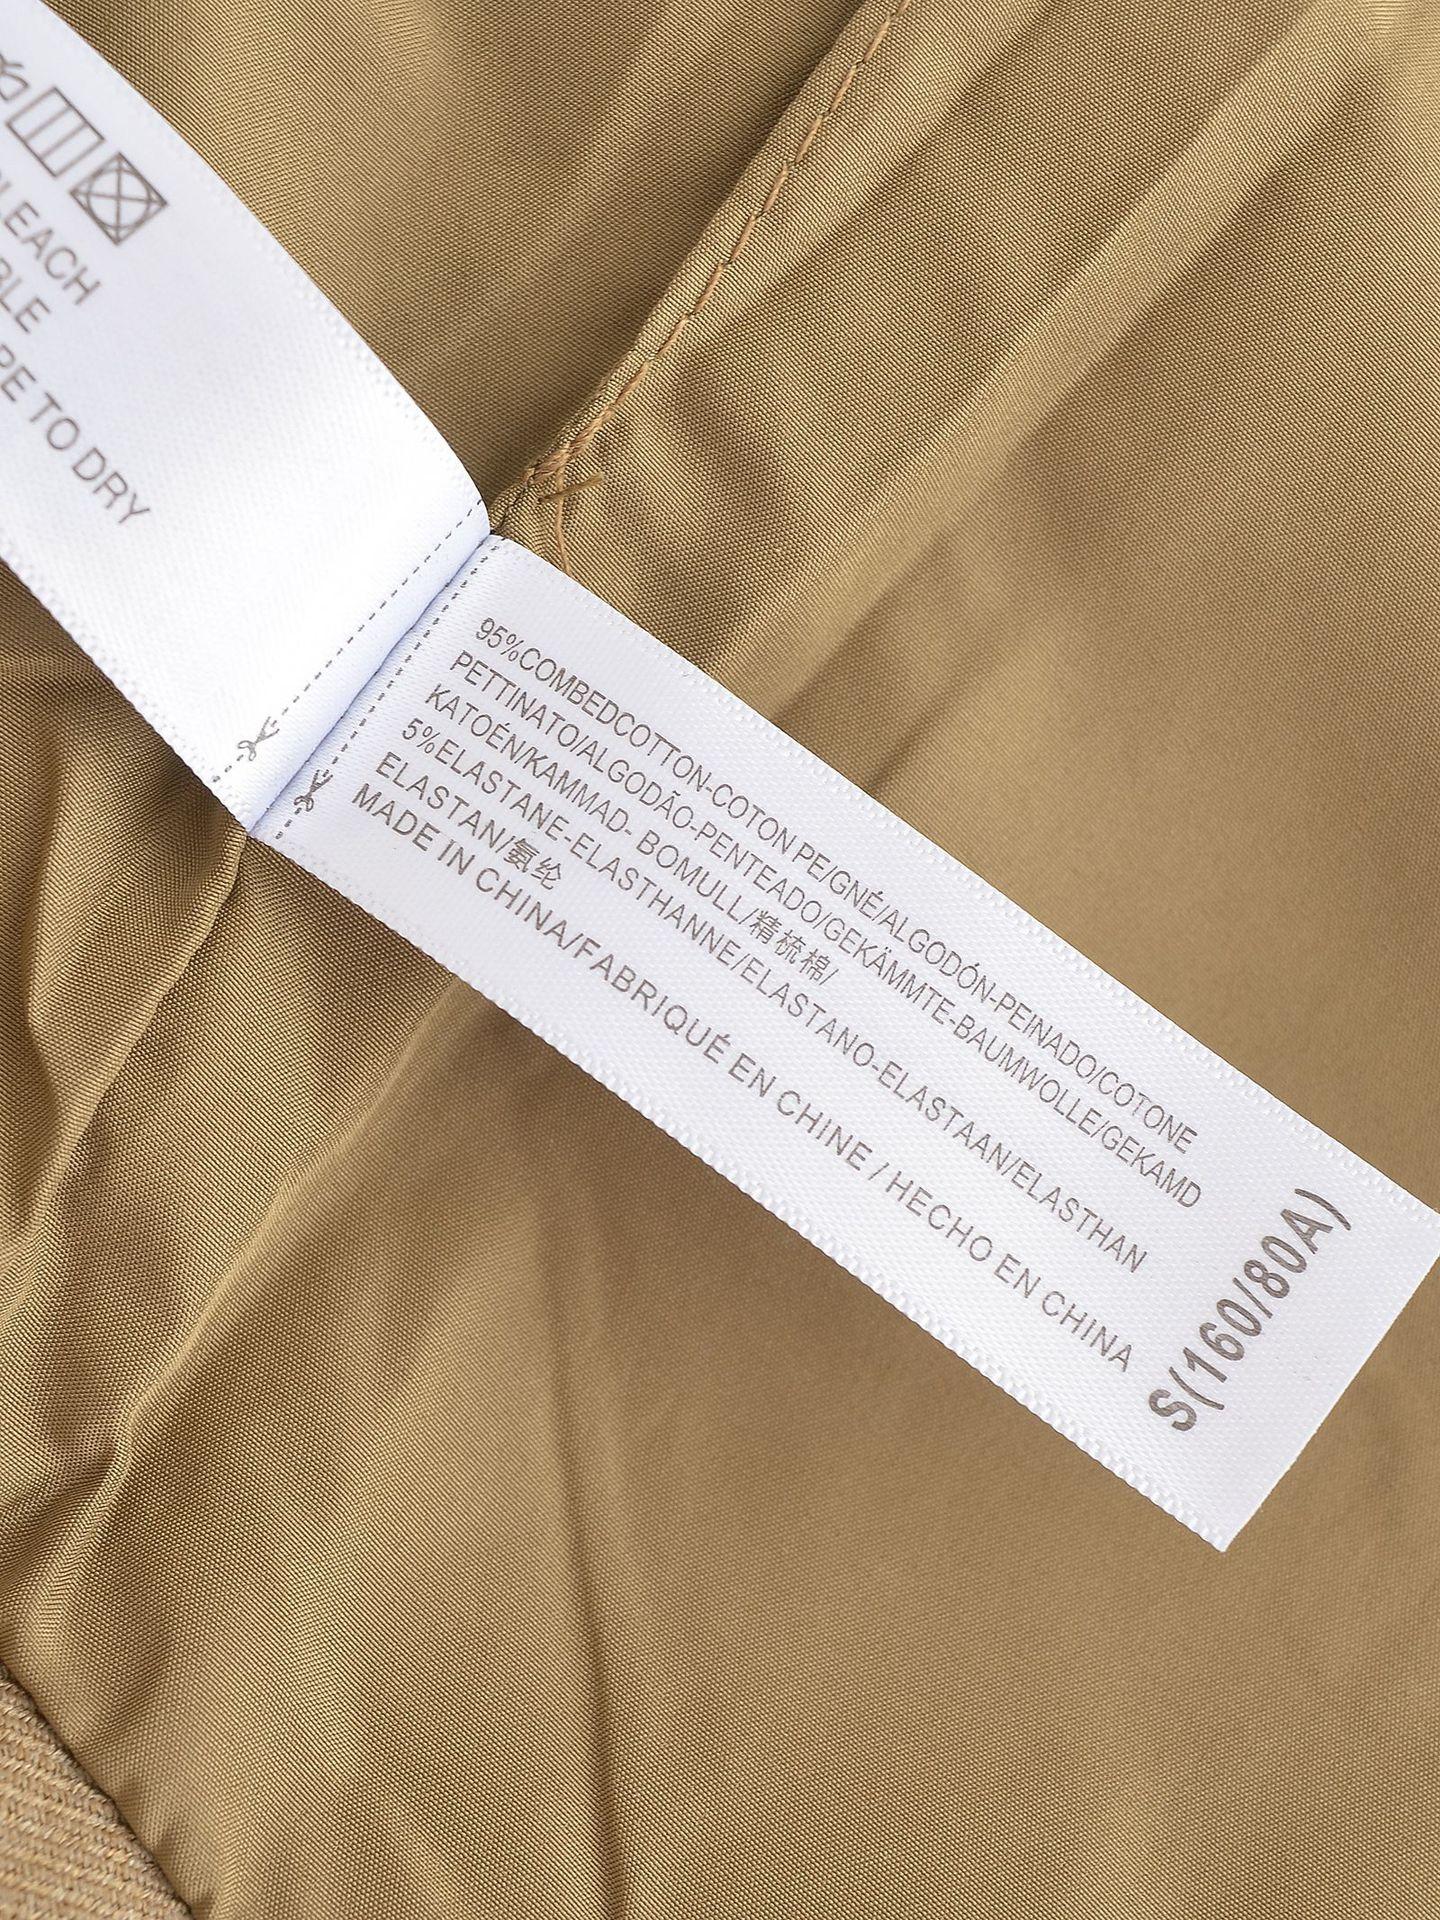 LEACH
TO DRY
95%COMBEDCOTTON-COTON PE/GNÉ/ALGODÓN-PEINADO/COTONE
PETTINATO/ALGODÃO-PENTEADO/GEKÄMMTE-BAUMWOLLE/GEKAMD
KATOÉN/KAMMAD- BOMULL/精梳棉/
5%ELASTANE-ELASTHANNE/ELASTANO-ELASTAAN/ELASTHAN
ELASTAN/氨纶
MADE IN CHINA/FABRIQUÉ EN CHINE / HECHO EN CHINA
S(160/80A)